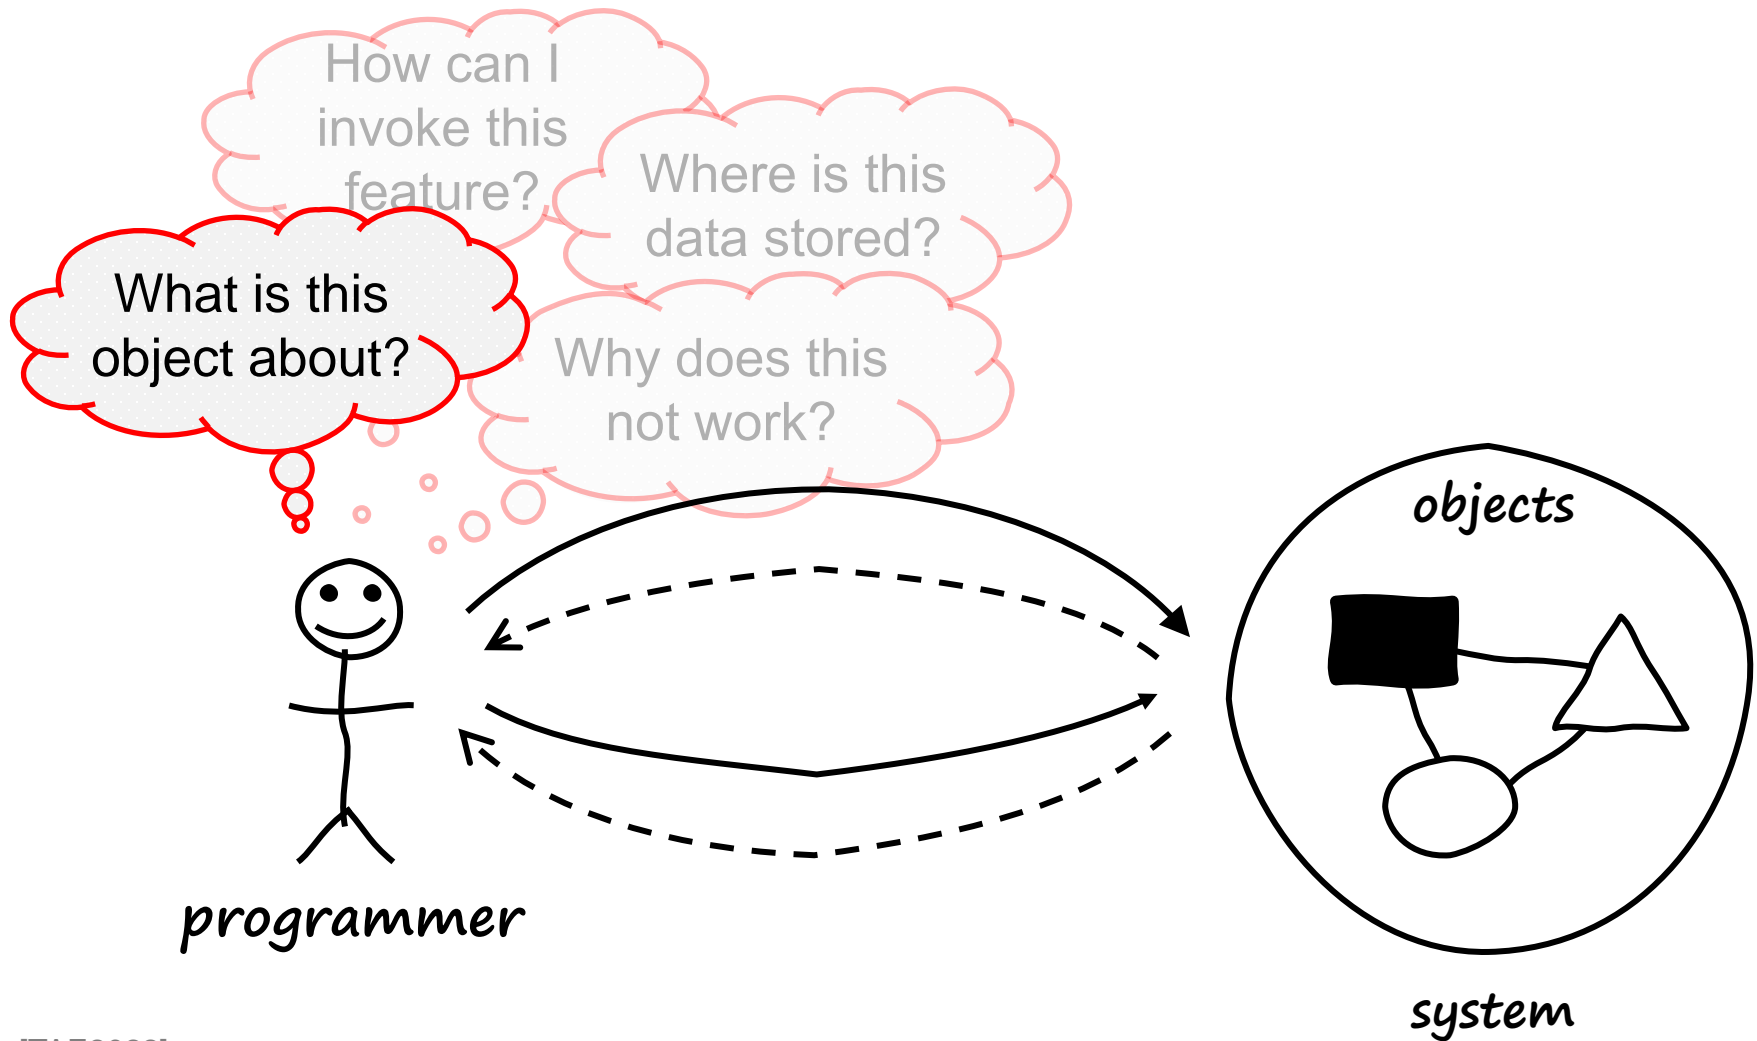 How can I
invoke this
feature?
Where is this
data stored?
What is this
object about?
Why does this
not work?
objects
programmer
system